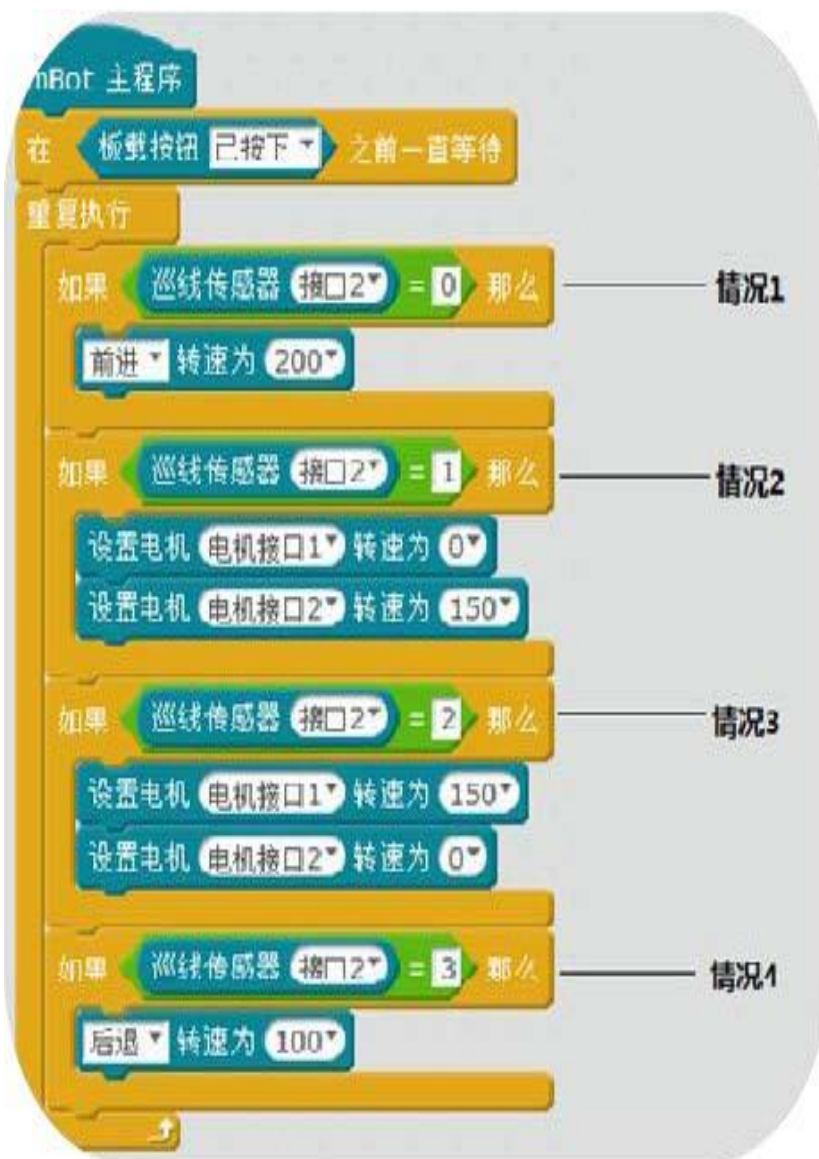 mBot 主程序
在 板载按钮 已按下 之前一直等待
重复执行
如果 巡线传感器 接口2 = 0 那么 情况1
前进 转速为 200
如果 巡线传感器 接口2 = 1 那么 情况2
设置电机 电机接口1 转速为 0
设置电机 电机接口2 转速为 150
如果 巡线传感器 接口2 = 2 那么 情况3
设置电机 电机接口1 转速为 150
设置电机 电机接口2 转速为 0
如果 巡线传感器 接口2 = 3 那么 情况4
后退 转速为 100